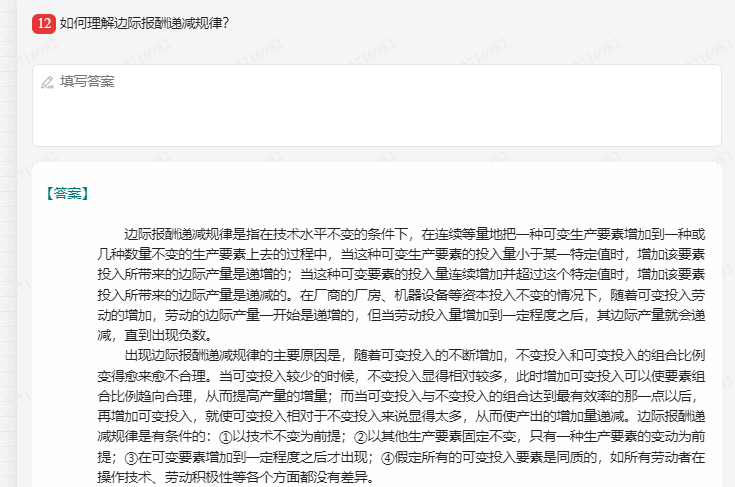 12 如何理解边际报酬递减规律？
填写答案
【答案】
边际报酬递减规律是指在技术水平不变的条件下，在连续等量地把一种可变生产要素增加到一种或
几种数量不变的生产要素上去的过程中，当这种可变生产要素的投入量小于某一特定值时，增加该要素
投入所带来的边际产量是递增的；当这种可变要素的投入量连续增加并超过这个特定值时，增加该要素
投入所带来的边际产量是递减的。在厂商的厂房、机器设备等资本投入不变的情况下，随着可变投入劳
动的增加，劳动的边际产量一开始是递增的，但当劳动投入量增加到一定程度之后，其边际产量就会递
减，直到出现负数。
出现边际报酬递减规律的主要原因是，随着可变投入的不断增加，不变投入和可变投入的组合比例
变得愈来愈不合理。当可变投入较少的时候，不变投入显得相对较多，此时增加可变投入可以使要素组
合比例趋向合理，从而提高产量的增量；而当可变投入与不变投入的组合达到最有效率的那一点以后，
再增加可变投入，就使可变投入相对于不变投入来说显得太多，从而使产出的增加量递减。边际报酬递
减规律是有条件的：①以技术不变为前提；②以其他生产要素固定不变，只有一种生产要素的变动为前
提；③在可变要素增加到一定程度之后才出现；④假定所有的可变投入要素是同质的，如所有劳动者在
操作技术、劳动积极性等各个方面都没有差异。